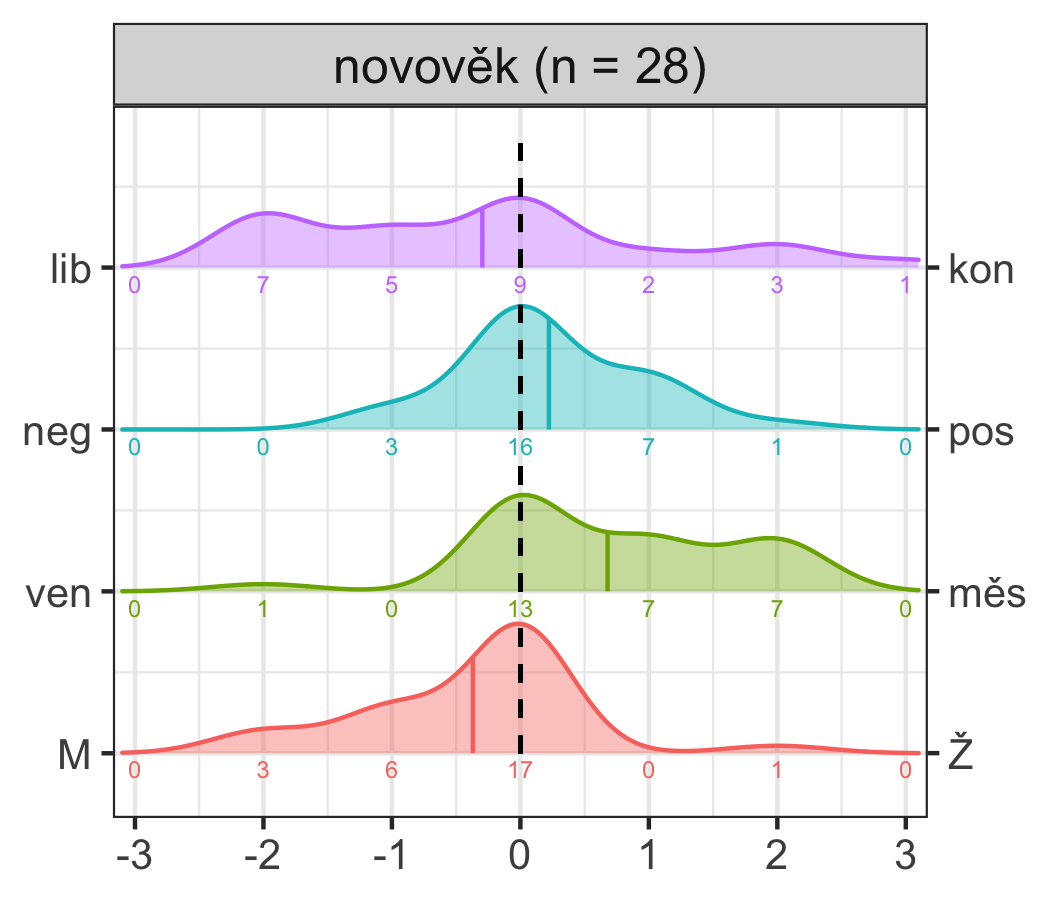 novověk (n = 28)
lib kon
0 7 5 9 2 3 1
neg pos
0 0 3 16 7 1 0
ven měs
0 1 0 13 7 7 0
M Ž
0 3 6 17 0 1 0
-3 -2 -1 0 1 2 3